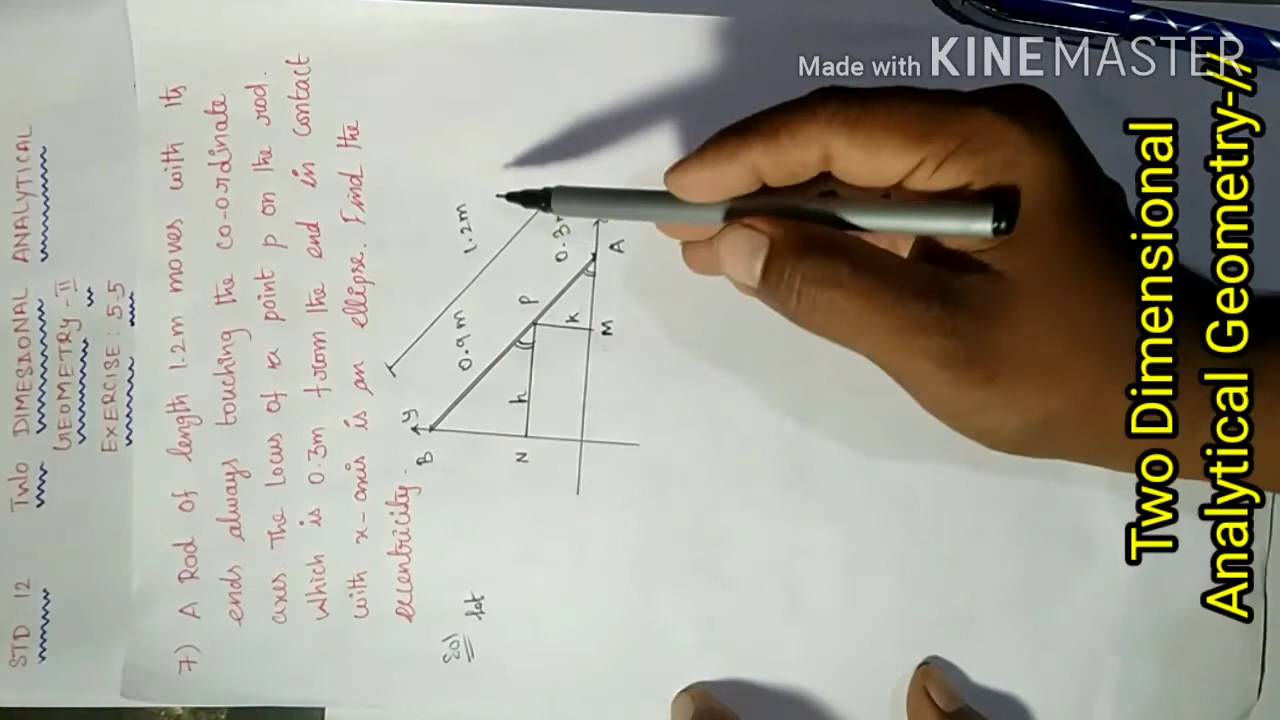 STD : 12 Two DIMESIONAL ANALYTICAL
GEOMETRY - II
EXERCISE : 5.5
7) A Rod of length 1.2m moves with its
ends always touching the co-ordinate
axes. The locus of a point p on the rod.
Which is 0.3m from the end in contact
with x-axis is an ellipse. Find the
eccentricity.
Sol let
B
y
0.9m
1.2m
N
h
P
k
M
A
Made with KINEMASTER
Two Dimensional
Analytical Geometry-II